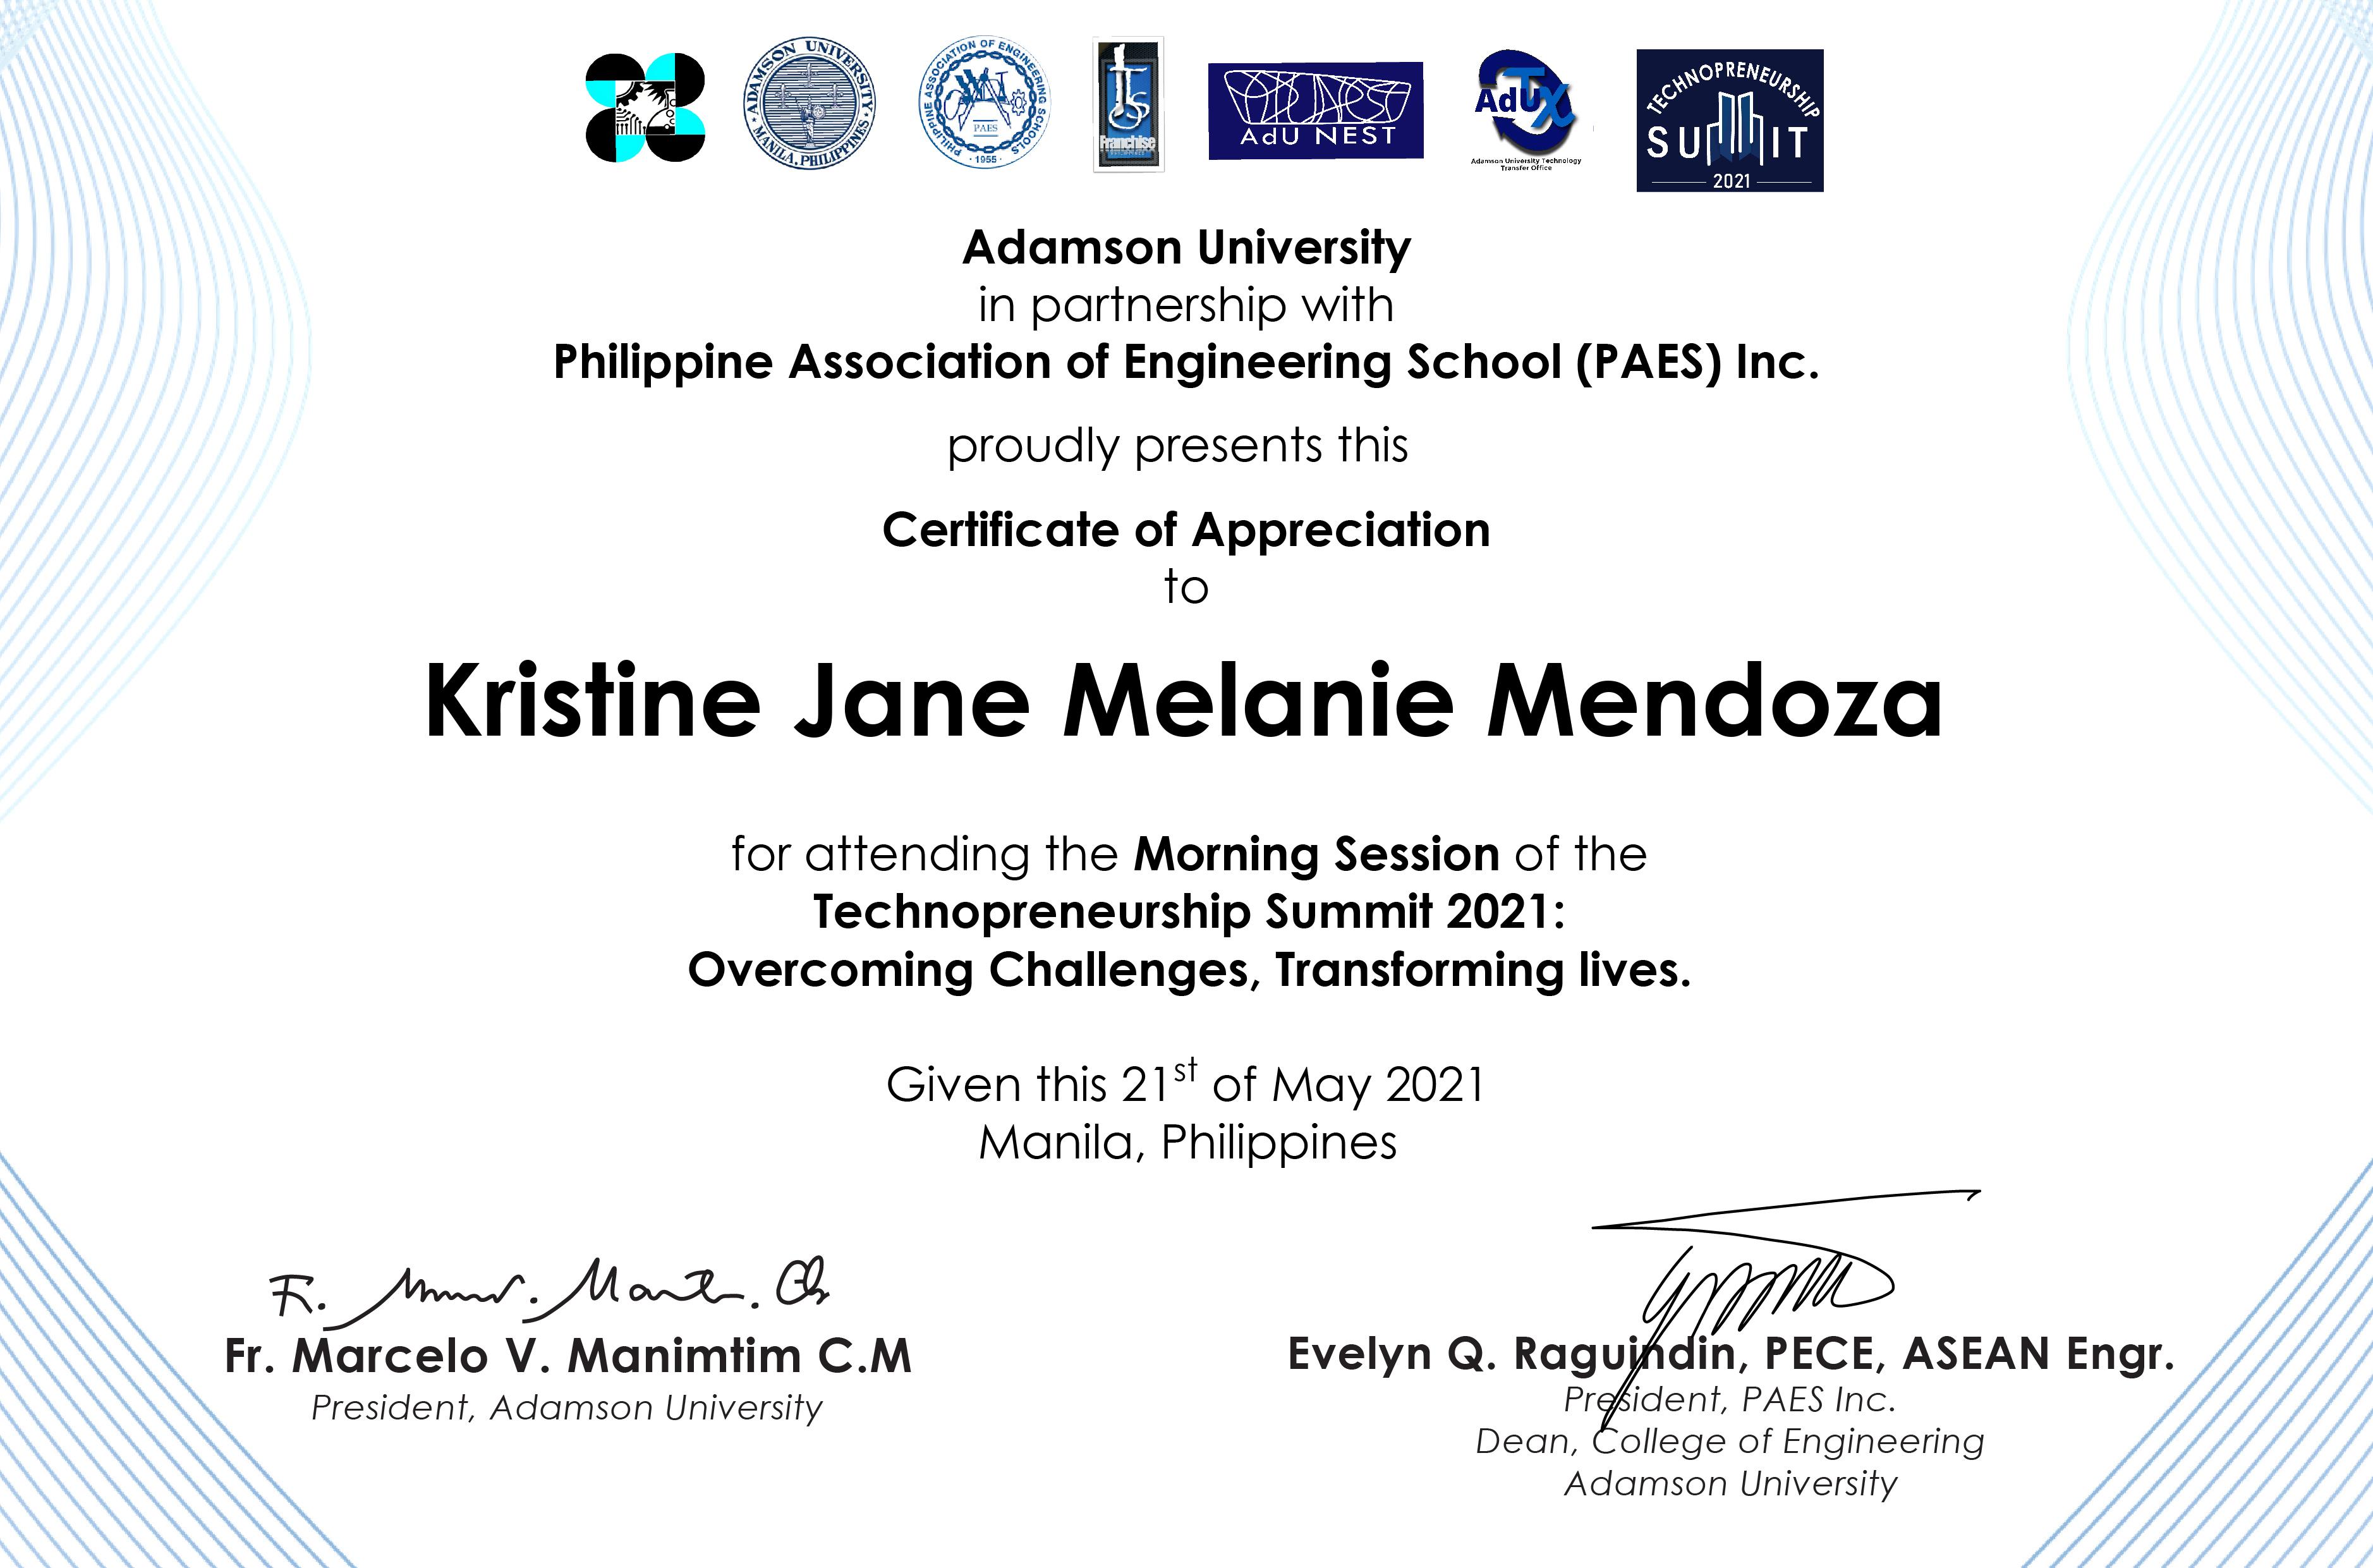 ADAMSON UNIVERSITY
MANILA, PHILIPPINES
PHILIPPINE ASSOCIATION OF ENGINEERING SCHOOLS
PAES
1955
Franchise
AdU NEST
AdUTX
Adamson University Technology
Transfer Office
TECHNOPRENEURSHIP
SUMMIT
2021
Adamson University
in partnership with
Philippine Association of Engineering School (PAES) Inc.
proudly presents this
Certificate of Appreciation
to
Kristine Jane Melanie Mendoza
for attending the Morning Session of the
Technopreneurship Summit 2021:
Overcoming Challenges, Transforming lives.
Given this 21st of May 2021
Manila, Philippines
Fr. Marcelo V. Manimtim C.M
President, Adamson University
Evelyn Q. Raguindin, PECE, ASEAN Engr.
President, PAES Inc.
Dean, College of Engineering
Adamson University